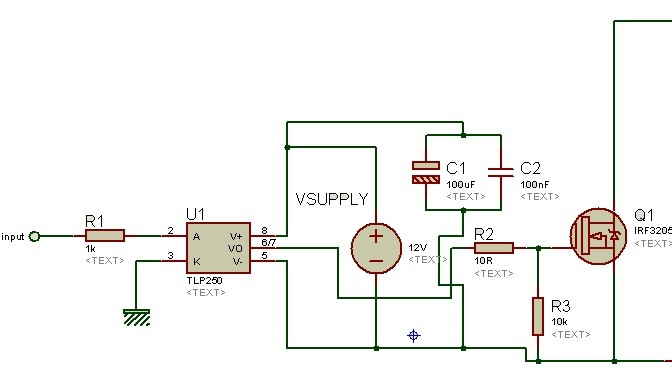 input
R1
1k
<TEXT>
U1
2
3
A
K
V+
VO
V-
8
6/7
5
TLP250
<TEXT>
VSUPPLY
12V
<TEXT>
C1
100uF
<TEXT>
C2
100nF
<TEXT>
R2
10R
<TEXT>
R3
10k
<TEXT>
Q1
IRF3205
<TEXT>